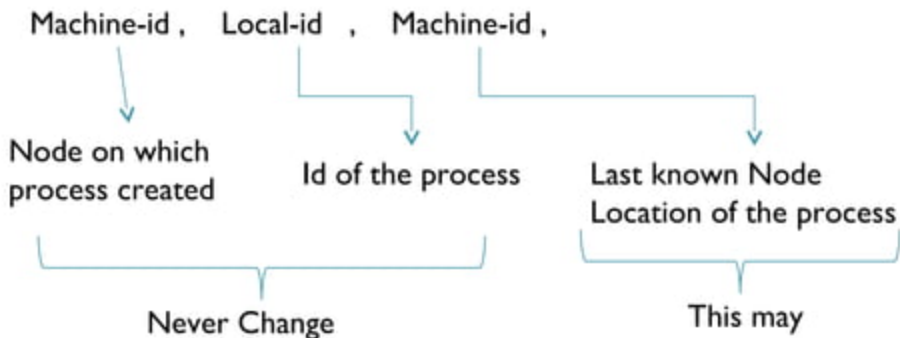 Machine-id , Local-id , Machine-id ,
Node on which
process created
Id of the process
Last known Node
Location of the process
Never Change
This may